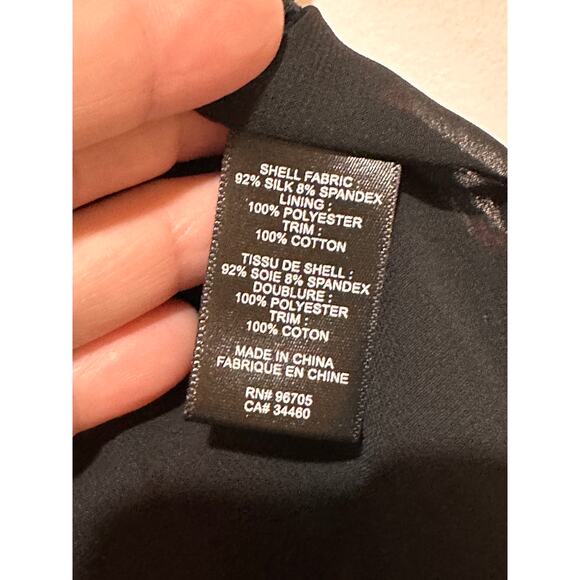 SHELL FABRIC :
92% SILK 8% SPANDEX
LINING :
100% POLYESTER
TRIM :
100% COTTON
TISSU DE SHELL :
92% SOIE 8% SPANDEX
DOUBLURE :
100% POLYESTER
TRIM :
100% COTON
MADE IN CHINA
FABRIQUE EN CHINE
RN# 96705
CA# 34460